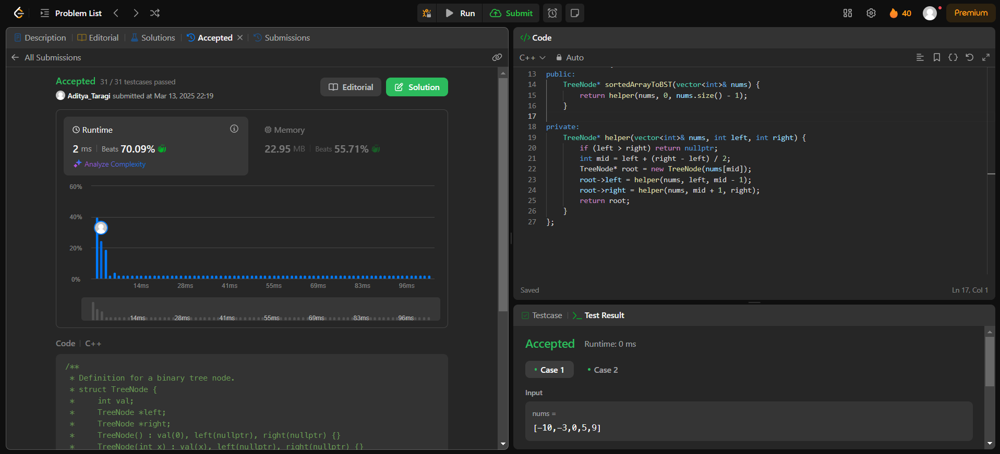 Problem List
Run
Submit
40
Premium
Description
Editorial
Solutions
Accepted
Submissions
All Submissions
Accepted 31 / 31 testcases passed
Aditya_Taragi submitted at Mar 13, 2025 22:19
Editorial
Solution
Runtime
2 ms | Beats 70.09%
Analyze Complexity
Memory
22.95 MB | Beats 55.71%
60%
40%
20%
0%
14ms 28ms 41ms 55ms 69ms 83ms 96ms
14ms 28ms 41ms 55ms 69ms 83ms 96ms
Code | C++
/**
 * Definition for a binary tree node.
 * struct TreeNode {
 *     int val;
 *     TreeNode *left;
 *     TreeNode *right;
 *     TreeNode() : val(0), left(nullptr), right(nullptr) {}
 *     TreeNode(int x) : val(x), left(nullptr), right(nullptr) {}
</> Code
C++
Auto
13 public:
14     TreeNode* sortedArrayToBST(vector<int>& nums) {
15         return helper(nums, 0, nums.size() - 1);
16     }
17
18 private:
19     TreeNode* helper(vector<int>& nums, int left, int right) {
20         if (left > right) return nullptr;
21         int mid = left + (right - left) / 2;
22         TreeNode* root = new TreeNode(nums[mid]);
23         root->left = helper(nums, left, mid - 1);
24         root->right = helper(nums, mid + 1, right);
25         return root;
26     }
27 };
Saved
Ln 17, Col 1
Testcase
Test Result
Accepted Runtime: 0 ms
Case 1
Case 2
Input
nums =
[-10,-3,0,5,9]